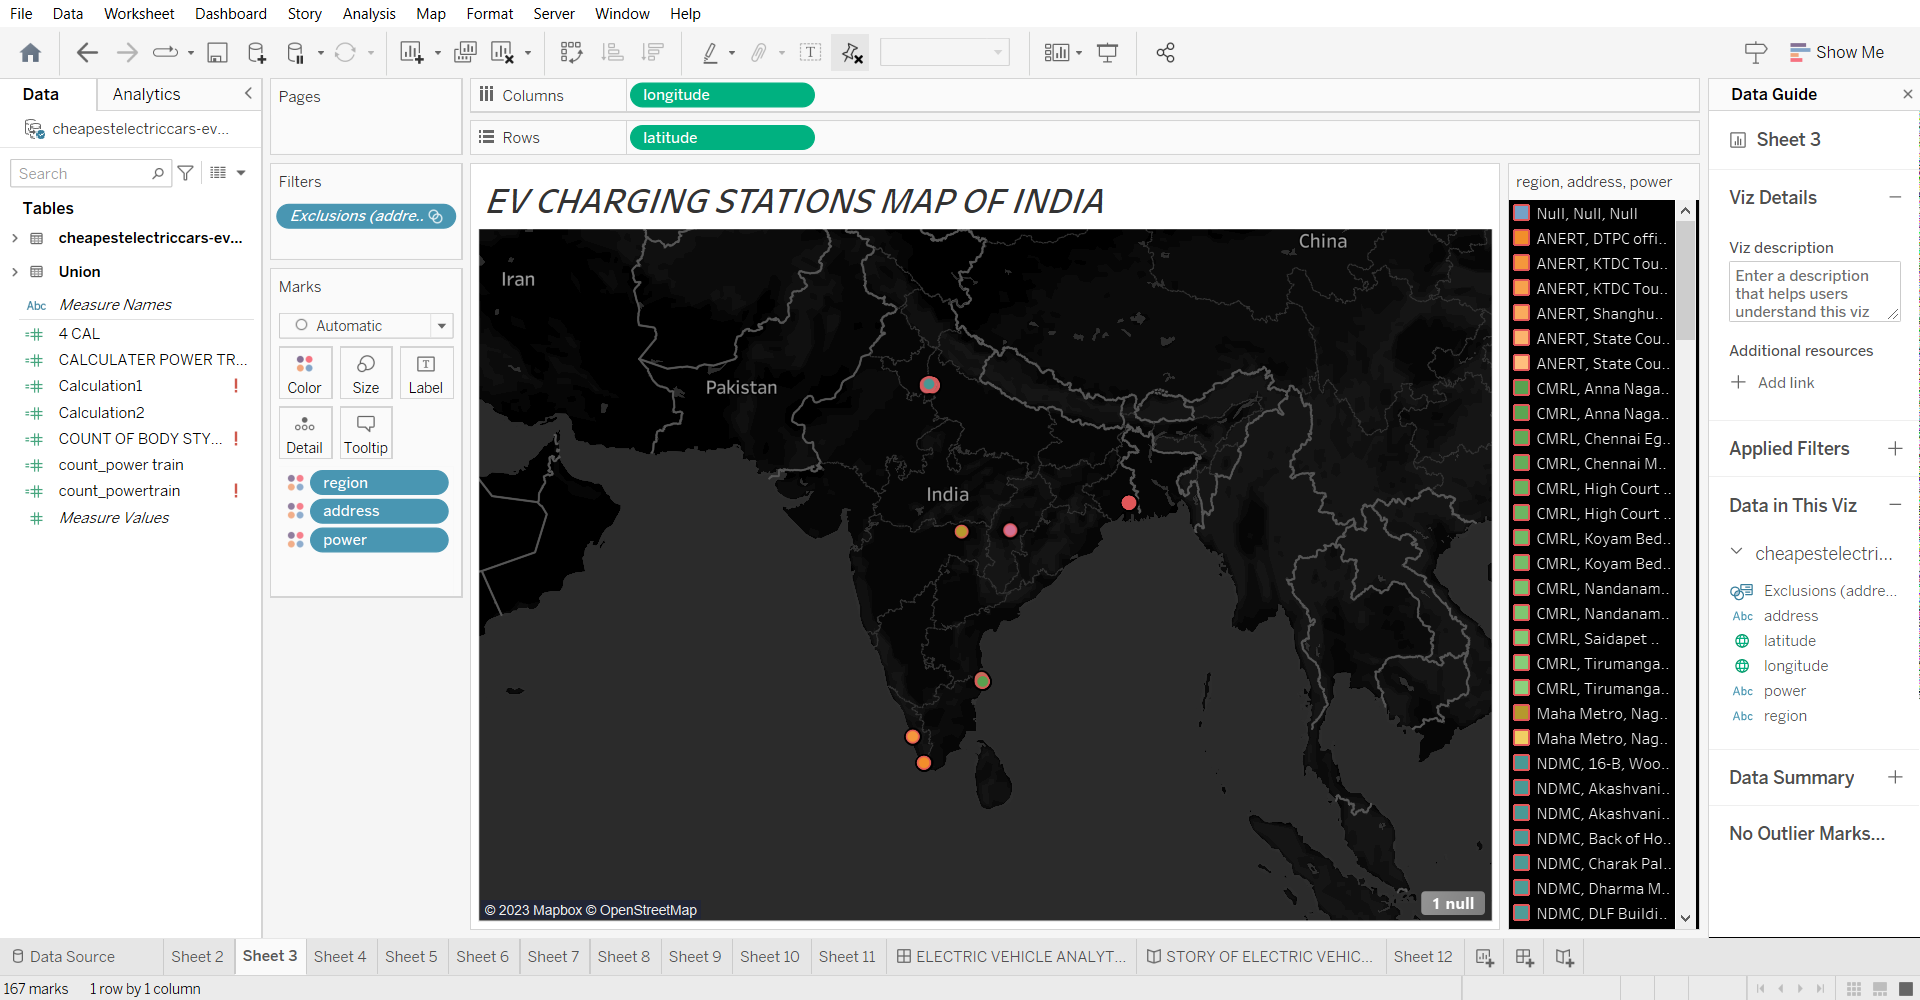 File Data Worksheet Dashboard Story Analysis Map Format Server Window Help
Show Me
Data Analytics
cheapestelectriccars-ev...
Search
Tables
cheapestelectriccars-ev...
Union
Abc Measure Names
4 CAL
CALCULATER POWER TR...
Calculation1 !
Calculation2
COUNT OF BODY STY... !
count_power train
count_powertrain !
Measure Values
Pages
Filters
Exclusions (addre..
Marks
Automatic
Color Size Label
Detail Tooltip
region
address
power
Columns longitude
Rows latitude
EV CHARGING STATIONS MAP OF INDIA
China
Iran
Pakistan
India
© 2023 Mapbox © OpenStreetMap
1 null
region, address, power
Null, Null, Null
ANERT, DTPC offi..
ANERT, KTDC Tou..
ANERT, KTDC Tou..
ANERT, Shanghu..
ANERT, State Cou..
ANERT, State Cou..
CMRL, Anna Naga..
CMRL, Anna Naga..
CMRL, Chennai Eg..
CMRL, Chennai M..
CMRL, High Court ..
CMRL, High Court ..
CMRL, Koyam Bed..
CMRL, Koyam Bed..
CMRL, Nandanam..
CMRL, Nandanam..
CMRL, Saidapet ..
CMRL, Tirumanga..
CMRL, Tirumanga..
Maha Metro, Nag..
Maha Metro, Nag..
NDMC, 16-B, Woo..
NDMC, Akashvani..
NDMC, Akashvani..
NDMC, Back of Ho..
NDMC, Charak Pal..
NDMC, Dharma M..
NDMC, DLF Buildi..
Data Guide
Sheet 3
Viz Details
Viz description
Enter a description
that helps users
understand this viz
Additional resources
Add link
Applied Filters
Data in This Viz
cheapestelectri...
Exclusions (addre...
Abc address
latitude
longitude
Abc power
Abc region
Data Summary
No Outlier Marks...
Data Source Sheet 2 Sheet 3 Sheet 4 Sheet 5 Sheet 6 Sheet 7 Sheet 8 Sheet 9 Sheet 10 Sheet 11 ELECTRIC VEHICLE ANALYT... STORY OF ELECTRIC VEHIC... Sheet 12
167 marks 1 row by 1 column